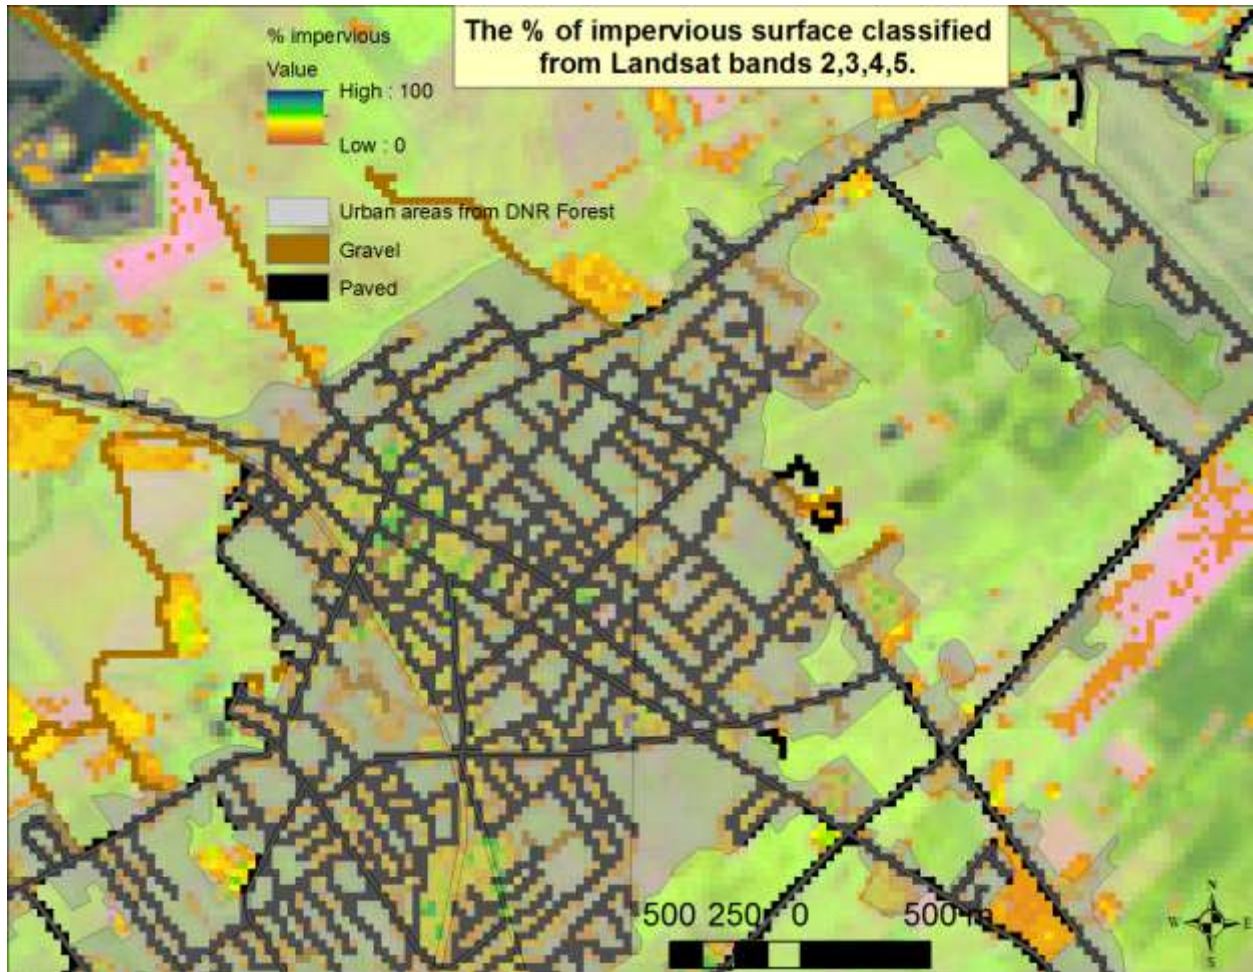 The % of impervious surface classified
from Landsat bands 2,3,4,5.
% impervious
Value
High : 100
Low : 0
Urban areas from DNR Forest
Gravel
Paved
500 250 0 500 m
N
W E
S